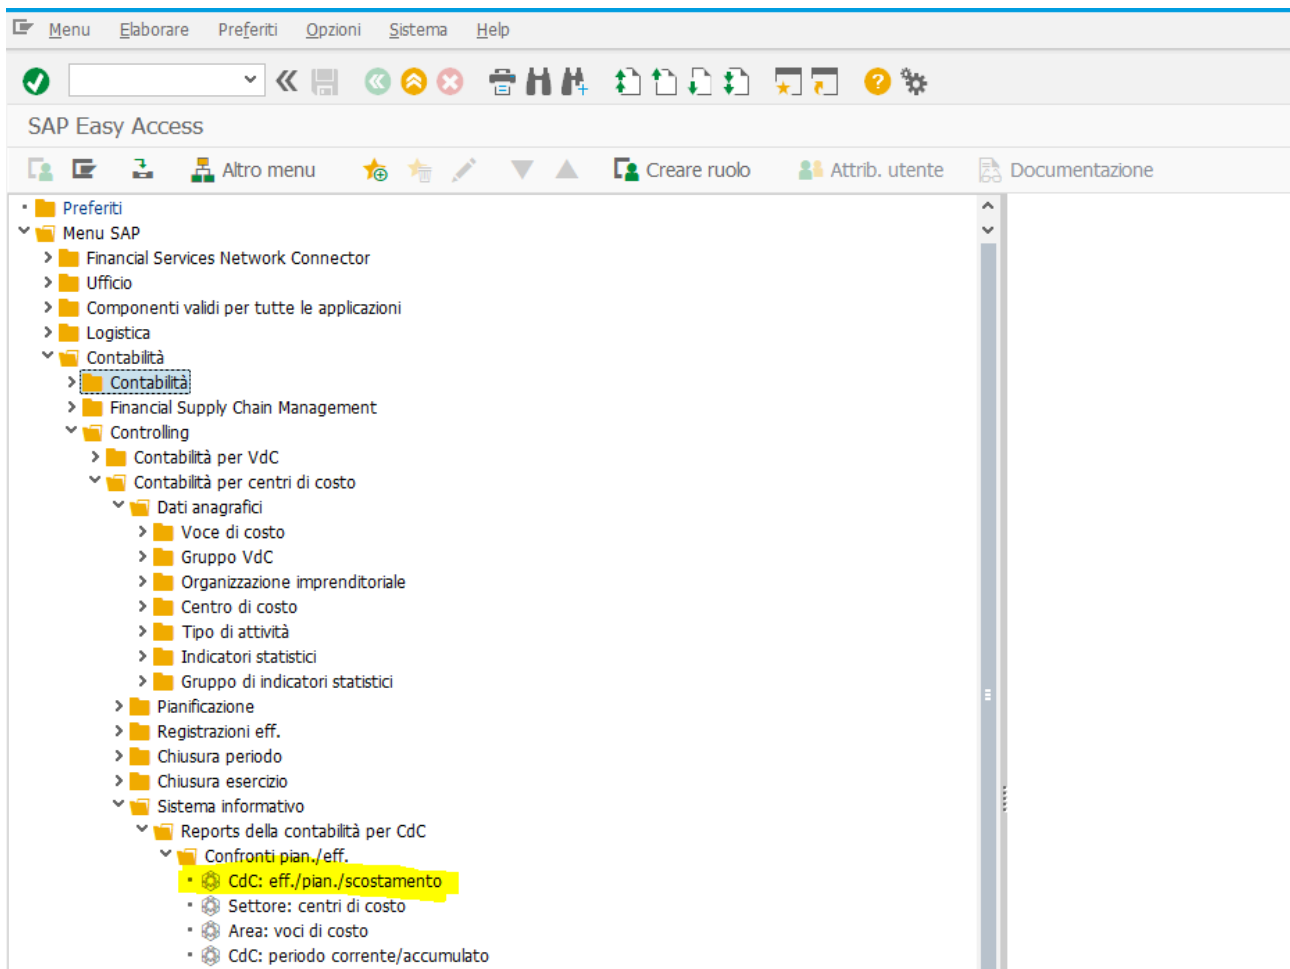 Menu Elaborare Preferiti Opzioni Sistema Help
SAP Easy Access
Altro menu Creare ruolo Attrib. utente Documentazione
Preferiti
Menu SAP
Financial Services Network Connector
Ufficio
Componenti validi per tutte le applicazioni
Logistica
Contabilità
Contabilità
Financial Supply Chain Management
Controlling
Contabilità per VdC
Contabilità per centri di costo
Dati anagrafici
Voce di costo
Gruppo VdC
Organizzazione imprenditoriale
Centro di costo
Tipo di attività
Indicatori statistici
Gruppo di indicatori statistici
Pianificazione
Registrazioni eff.
Chiusura periodo
Chiusura esercizio
Sistema informativo
Reports della contabilità per CdC
Confronti pian./eff.
CdC: eff./pian./scostamento
Settore: centri di costo
Area: voci di costo
CdC: periodo corrente/accumulato